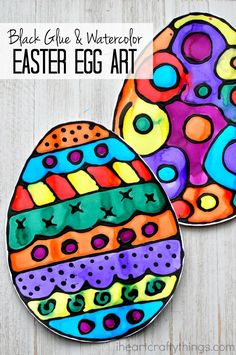 Black Glue & Watercolor
EASTER EGG ART
iheartcraftythings.com